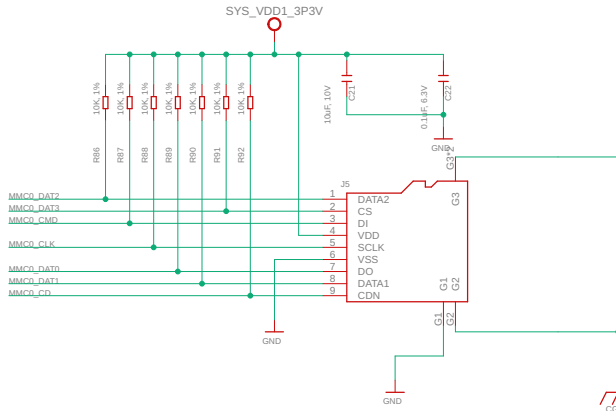 SYS_VDD1_3P3V
10K, 1%
10K, 1%
10K, 1%
10K, 1%
10K, 1%
10K, 1%
10K, 1%
R86
R87
R88
R89
R90
R91
R92
10uF, 10V
C21
0.1uF, 6.3V
C22
GND
G3*2
J5
MMC0_DAT2
1
DATA2
MMC0_DAT3
2
CS
MMC0_CMD
3
DI
4
VDD
MMC0_CLK
5
SCLK
6
VSS
MMC0_DAT0
7
DO
MMC0_DAT1
8
DATA1
MMC0_CD
9
CDN
G3
G1
G2
G1
G2
GND
GND